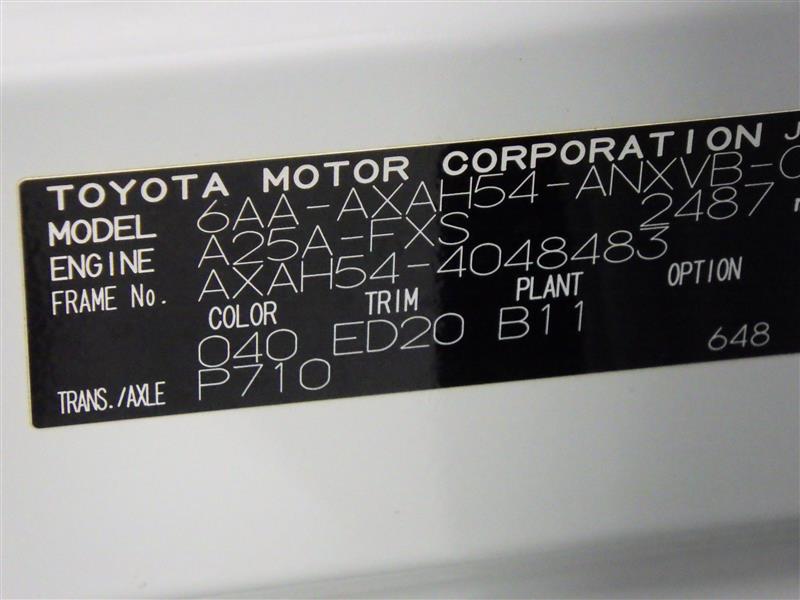 TOYOTA MOTOR CORPORATION
MODEL 6AA-AXAH54-ANXVB-
ENGINE A25A-FXS 2487
FRAME No. AXAH54-4048483
COLOR TRIM PLANT OPTION
040 ED20 B11
648
TRANS./AXLE P710